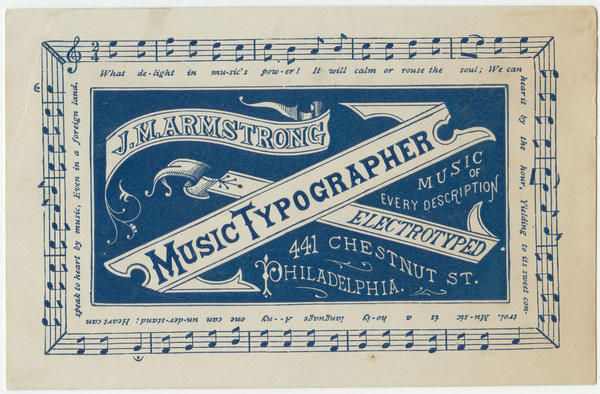 What de-light in mu-sic's pow-er! It will calm or rouse the soul; We can
hear it by the hour, Yielding to its sweet con-
trol. Mu-sic is a ho-ly language A--ny one can un-der-stand; Heart can
speak to heart by music, Even in a foreign land.
J. M. ARMSTRONG
MUSIC TYPOGRAPHER
MUSIC
OF
EVERY DESCRIPTION
ELECTROTYPED
441 CHESTNUT ST.
PHILADELPHIA.